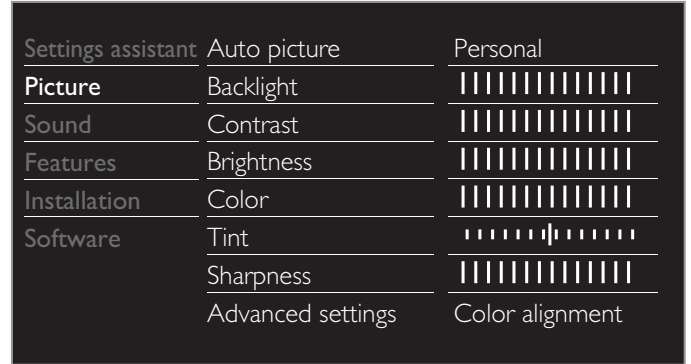 Settings assistant Auto picture Personal
Picture Backlight
Sound Contrast
Features Brightness
Installation Color
Software Tint
Sharpness
Advanced settings Color alignment